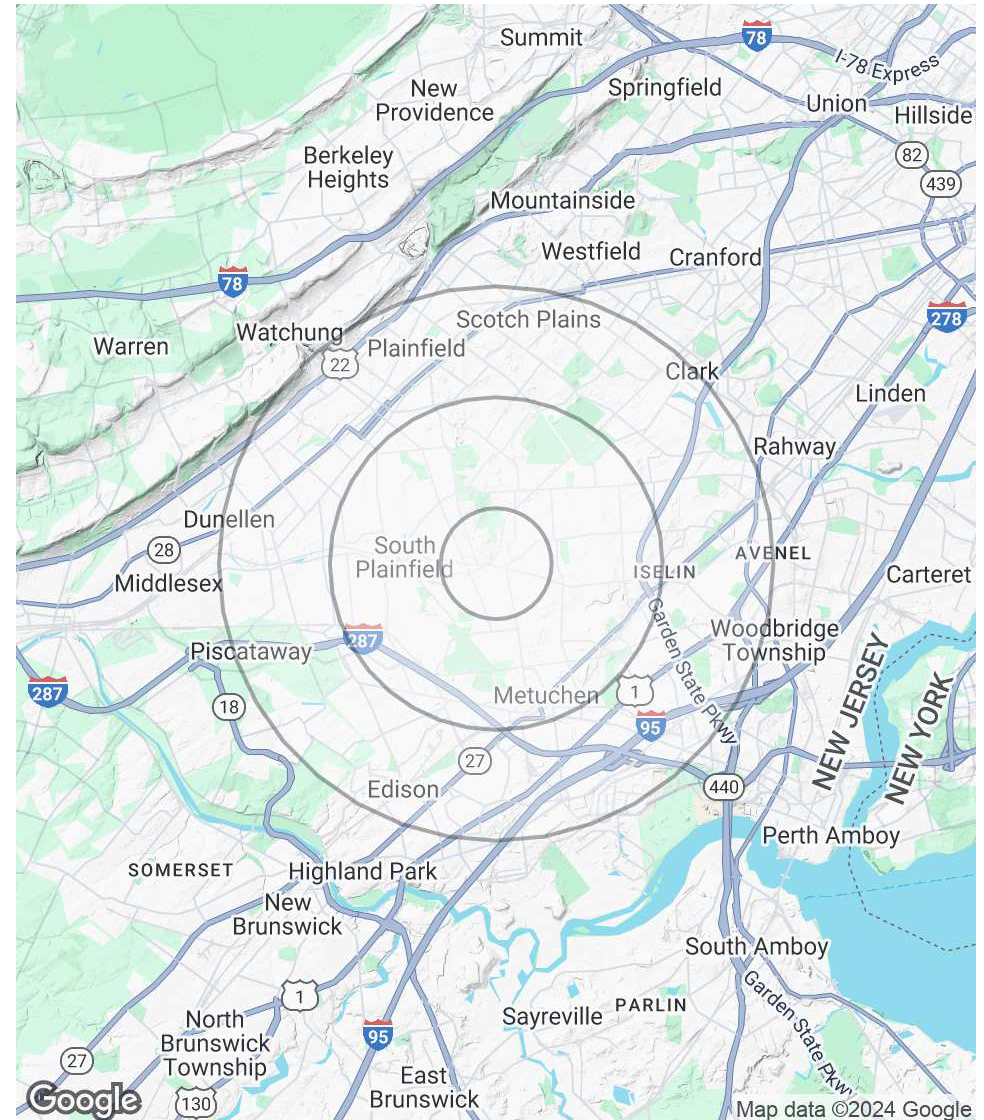 Summit
78
I-78 Express
New
Providence
Springfield
Union
Hillside
82
439
Berkeley
Heights
Mountainside
Westfield
Cranford
78
278
Scotch Plains
Watchung
Warren
Plainfield
22
Clark
Linden
Rahway
Dunellen
28
Middlesex
South
Plainfield
ISELIN
AVENEL
Carteret
Garden State Pkwy
Woodbridge
Township
287
Piscataway
287
18
Metuchen
1
95
NEW JERSEY
NEW YORK
27
Edison
440
Perth Amboy
SOMERSET
Highland Park
New
Brunswick
South Amboy
Garden State Pkwy
1
Sayreville
PARLIN
North
Brunswick
Township
95
27
East
Brunswick
130
Google
Map data ©2024 Google